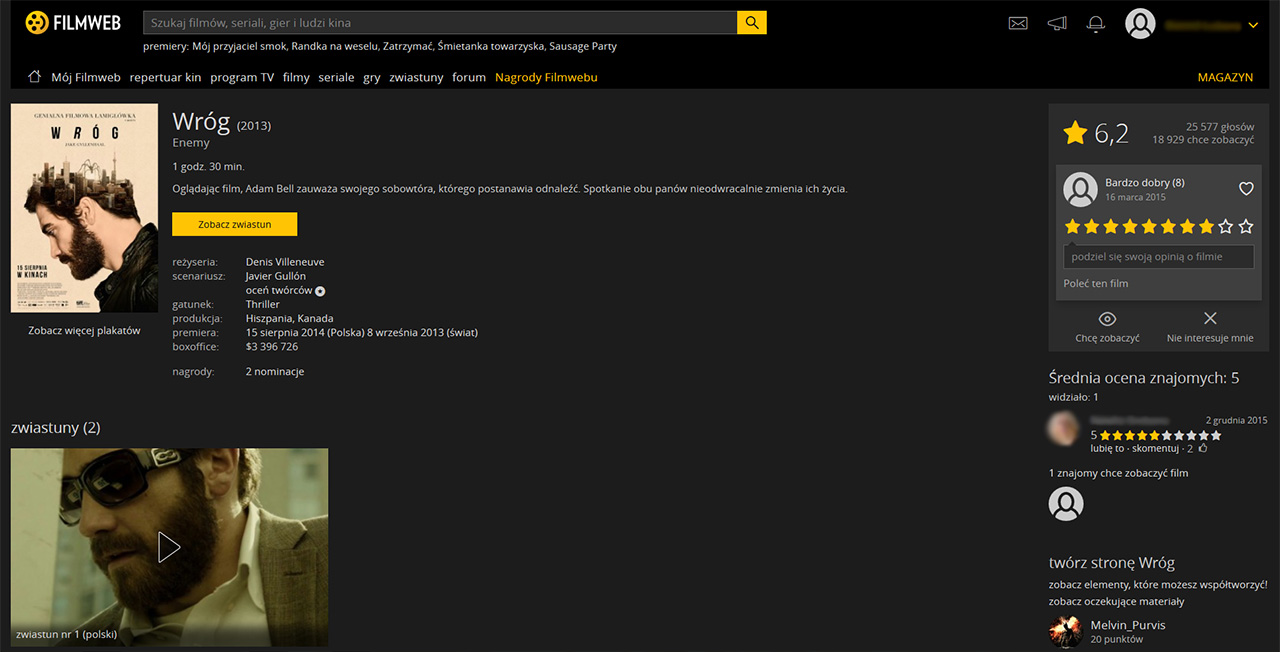 FILMWEB
Szukaj filmów, seriali, gier i ludzi kina
premiery: Mój przyjaciel smok, Randka na weselu, Zatrzymać, Śmietanka towarzyska, Sausage Party
Mój Filmweb repertuar kin program TV filmy seriale gry zwiastuny forum Nagrody Filmwebu MAGAZYN
GENIALNA FILMOWA ŁAMIGŁÓWKA
WRÓG
JAKE GYLLENHAAL
15 SIERPNIA
W KINACH
Zobacz więcej plakatów
Wróg (2013)
Enemy
1 godz. 30 min.
Oglądając film, Adam Bell zauważa swojego sobowtóra, którego postanawia odnaleźć. Spotkanie obu panów nieodwracalnie zmienia ich życia.
Zobacz zwiastun
reżyseria: Denis Villeneuve
scenariusz: Javier Gullón
oceń twórców
gatunek: Thriller
produkcja: Hiszpania, Kanada
premiera: 15 sierpnia 2014 (Polska) 8 września 2013 (świat)
boxoffice: $3 396 726
nagrody: 2 nominacje
zwiastuny (2)
zwiastun nr 1 (polski)
6,2
25 577 głosów
18 929 chce zobaczyć
Bardzo dobry (8)
16 marca 2015
podziel się swoją opinią o filmie
Poleć ten film
Chcę zobaczyć
Nie interesuje mnie
Średnia ocena znajomych: 5
widziało: 1
2 grudnia 2015
5
lubię to · skomentuj · 2
1 znajomy chce zobaczyć film
twórz stronę Wróg
zobacz elementy, które możesz współtworzyć!
zobacz oczekujące materiały
Melvin_Purvis
20 punktów